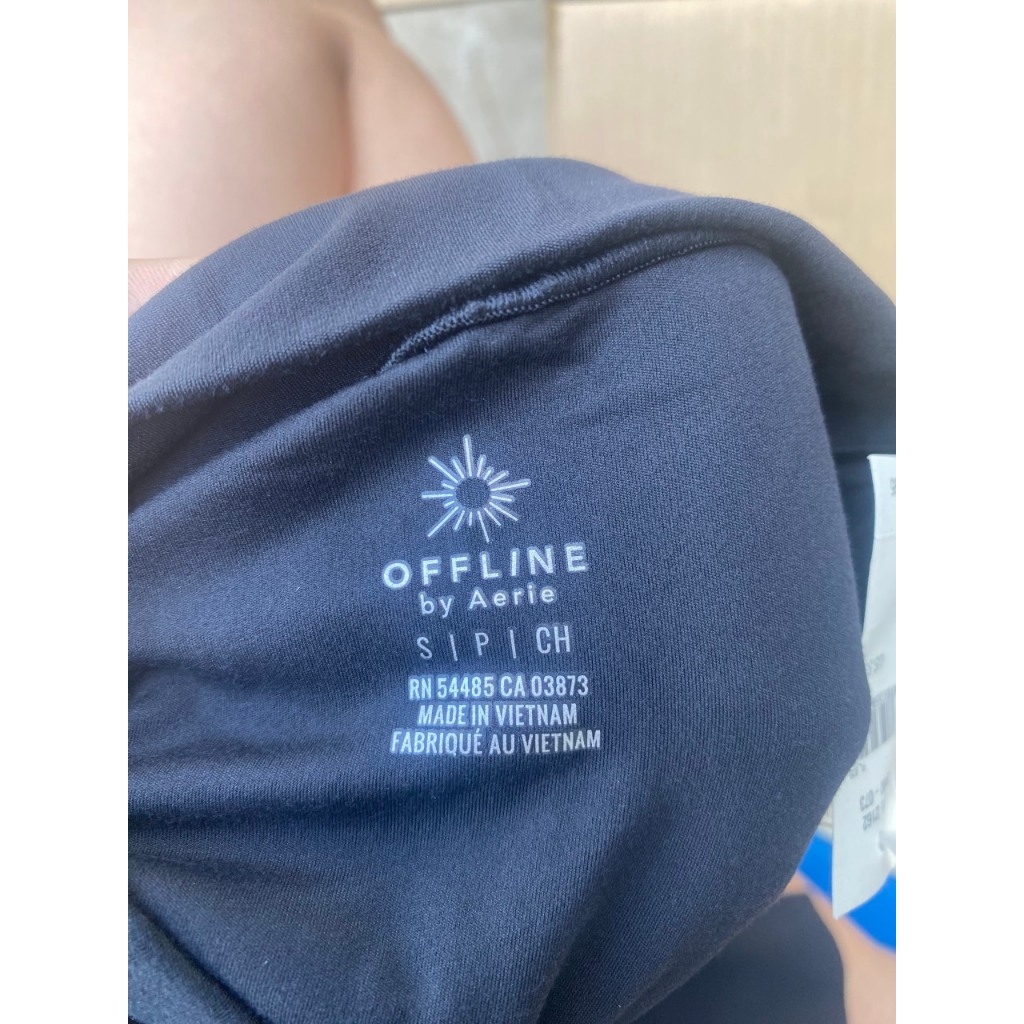 OFFLINE
by Aerie
S | P | CH
RN 54485 CA 03873
MADE IN VIETNAM
FABRIQUÉ AU VIETNAM